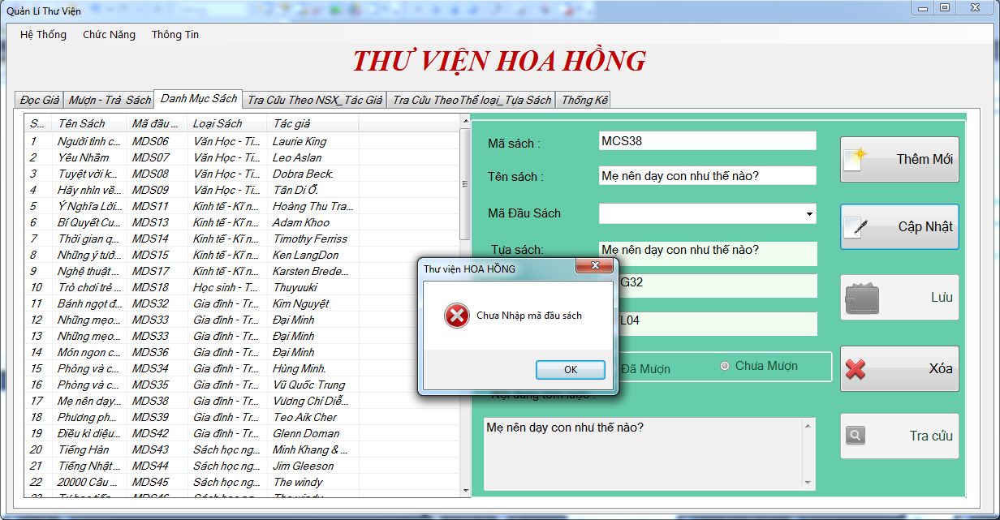 Quản Lí Thư Viện
Hệ Thống Chức Năng Thông Tin
THƯ VIỆN HOA HỒNG
Đọc Giả Mượn - Trả Sách Danh Mục Sách Tra Cứu Theo NSX_Tác Giả Tra Cứu Theo Thể loại_ Tựa Sách Thống Kê
S... Tên Sách Mã đầu ... Loại Sách Tác giả
1 Người tình c... MDS06 Văn Học - Ti... Laurie King
2 Yêu Nhầm MDS07 Văn Học - Ti... Leo Aslan
3 Tuyệt vời k... MDS08 Văn Học - Ti... Dobra Beck.
4 Hãy nhìn về... MDS09 Văn Học - Ti... Tân Di Ổ.
5 Ý Nghĩa Lời... MDS11 Kinh tế - Kĩ n... Hoàng Thu Tra...
6 Bí Quyết Cu... MDS13 Kinh tế - Kĩ n... Adam Khoo
7 Thời gian q... MDS14 Kinh tế - Kĩ n... Timothy Ferriss
8 Những ý tưở... MDS15 Kinh tế - Kĩ n... Ken LangDon
9 Nghệ thuật... MDS17 Kinh tế - Kĩ n... Karsten Brede...
10 Trò chơi trẻ ... MDS18 Học sinh - T... Thuyuuki
11 Bánh ngọt đ... MDS32 Gia đình - Tr... Kim Nguyệt
12 Những mẹo... MDS33 Gia đình - Tr... Đại Minh
13 Những mẹo... MDS33 Gia đình - Tr... Đại Minh
14 Món ngon c... MDS36 Gia đình - Tr... Đại Minh
15 Phòng và c... MDS34 Gia đình - Tr... Hùng Minh.
16 Phòng và c... MDS35 Gia đình - Tr... Vũ Quốc Trung
17 Mẹ nên dạy... MDS38 Gia đình - Tr... Vương Chí Diễ...
18 Phương ph... MDS39 Gia đình - Tr... Teo Aik Cher
19 Điều kì diệu... MDS42 Gia đình - Tr... Glenn Doman
20 Tiếng Hàn MDS43 Sách học ng... Minh Khang & ...
21 Tiếng Nhật ... MDS44 Sách học ng... Jim Gleeson
22 20000 Câu ... MDS45 Sách học ng... The windy
23 Tự học tiến... MDS46 Sách học ng... The windy
Mã sách : MCS38
Tên sách : Mẹ nên dạy con như thế nào?
Mã Đầu Sách
Tựa sách: Mẹ nên dạy con như thế nào?
G32
L04
Đã Mượn Chưa Mượn
Nội dung tóm lược :
Mẹ nên dạy con như thế nào?
Thêm Mới
Cập Nhật
Lưu
Xóa
Tra cứu
Thư viện HOA HỒNG
Chưa Nhập mã đầu sách
OK